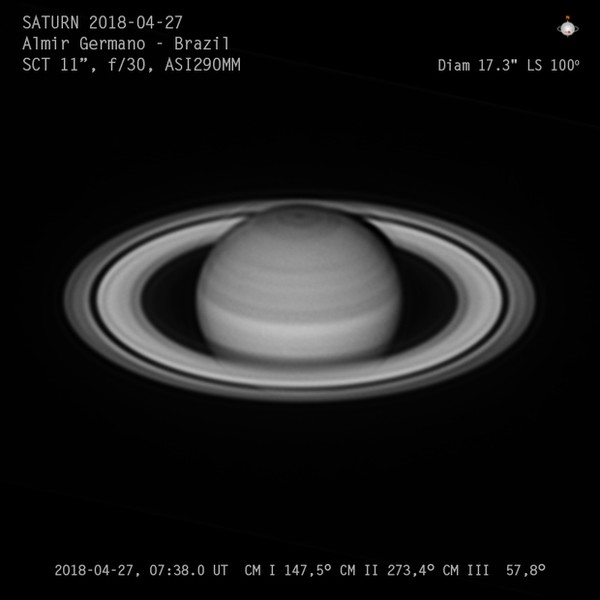 SATURN 2018-04-27
Almir Germano - Brazil
SCT 11”, f/30, ASI290MM
Diam 17.3" LS 100º
2018-04-27, 07:38.0 UT CM I 147,5º CM II 273,4º CM III 57,8º